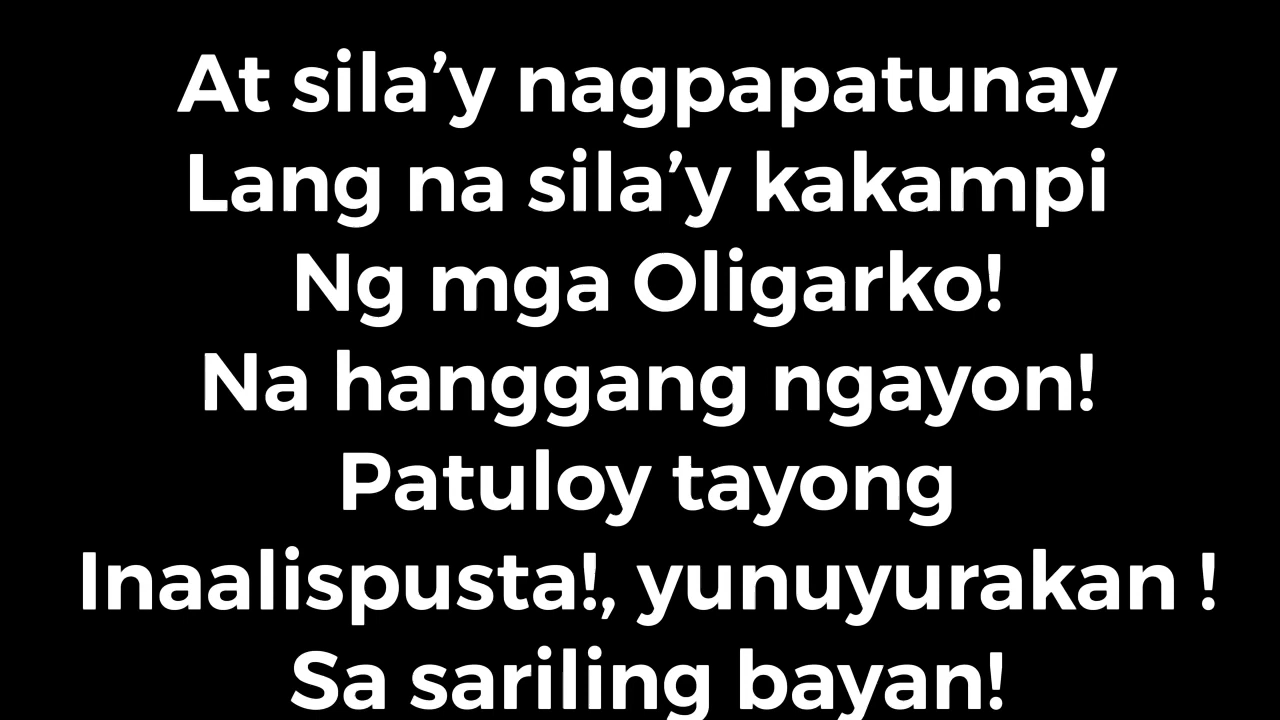 At sila’y nagpapatunay
Lang na sila’y kakampi
Ng mga Oligarko!
Na hanggang ngayon!
Patuloy tayong
Inaalispusta!, yunuyurakan !
Sa sariling bayan!